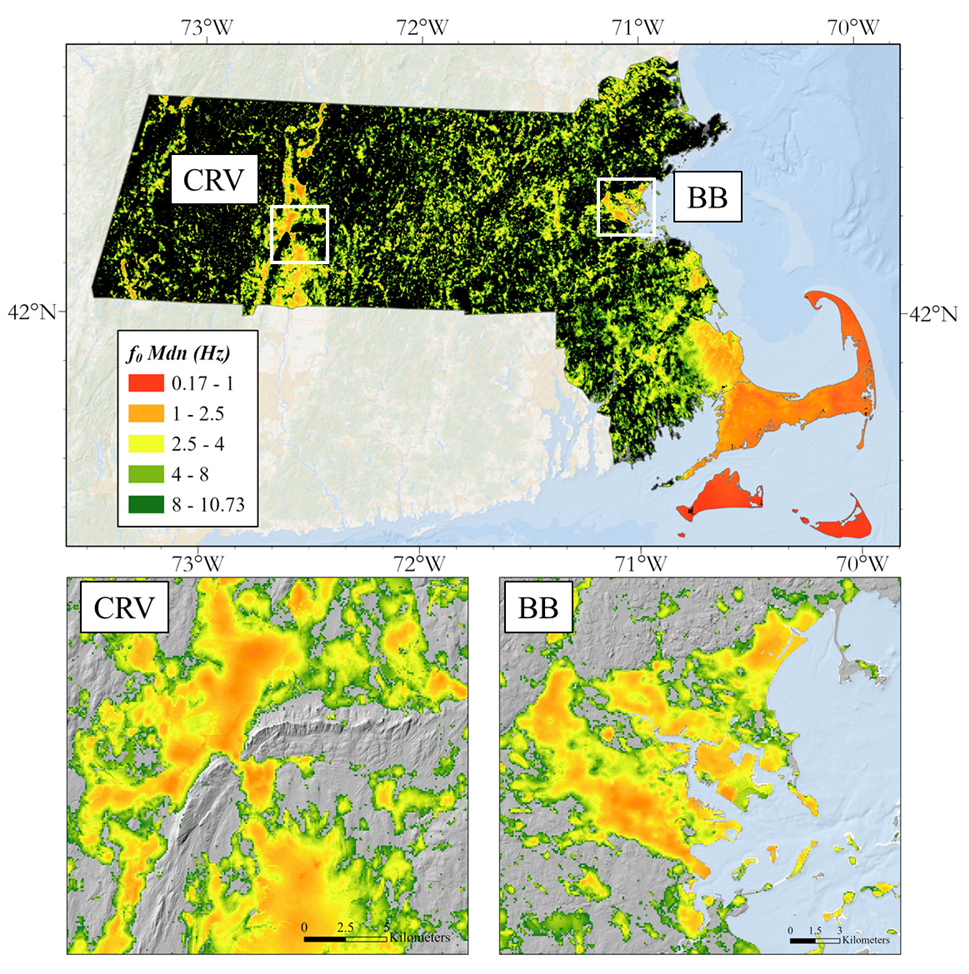 73°W 72°W 71°W 70°W
CRV
BB
42°N 42°N
f₀ Mdn (Hz)
0.17 - 1
1 - 2.5
2.5 - 4
4 - 8
8 - 10.73
73°W 72°W 71°W 70°W
CRV
BB
0 2.5 5
Kilometers
0 1.5 3
Kilometers